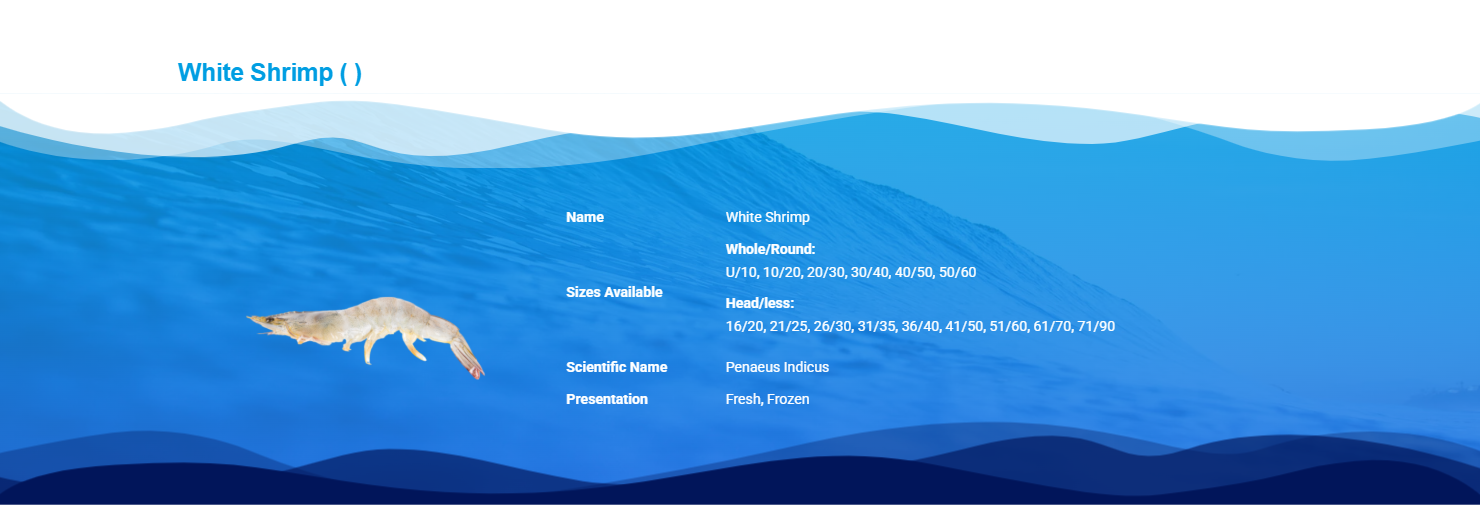 White Shrimp ( )
Name
White Shrimp
Sizes Available
Whole/Round:
U/10, 10/20, 20/30, 30/40, 40/50, 50/60
Head/less:
16/20, 21/25, 26/30, 31/35, 36/40, 41/50, 51/60, 61/70, 71/90
Scientific Name
Penaeus Indicus
Presentation
Fresh, Frozen